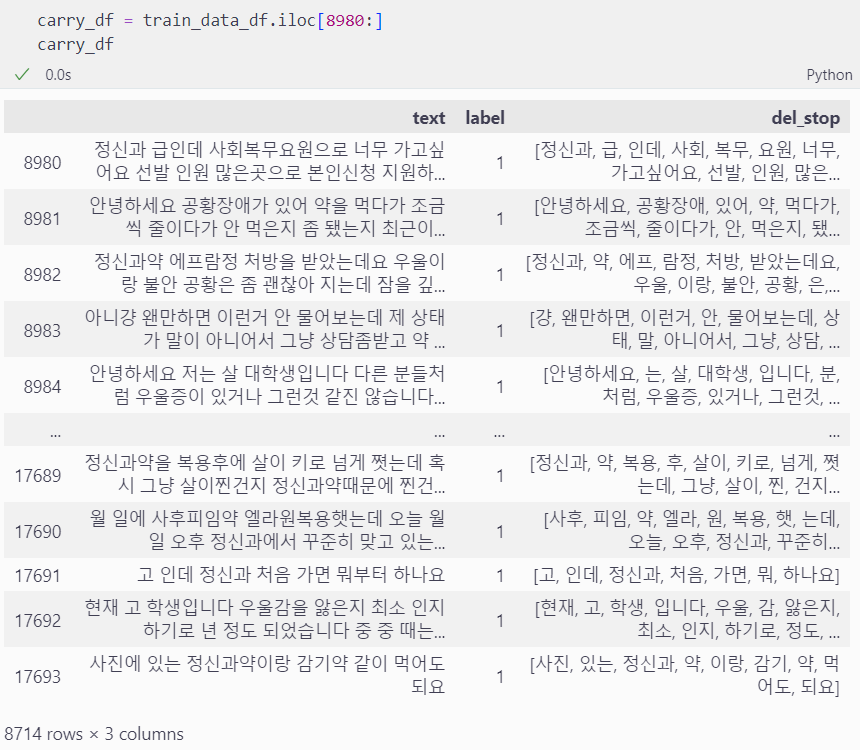 carry_df = train_data_df.iloc[8980:]
carry_df
0.0s
Python
text label del_stop
8980 정신과 급인데 사회복무요원으로 너무 가고싶 1 [정신과, 급, 인데, 사회, 복무, 요원, 너무,
어요 선발 인원 많은곳으로 본인신청 지원하... 가고싶어요, 선발, 인원, 많은...
8981 안녕하세요 공황장애가 있어 약을 먹다가 조금 1 [안녕하세요, 공황장애, 있어, 약, 먹다가,
씩 줄이다가 안 먹은지 좀 됐는지 최근이... 조금씩, 줄이다가, 안, 먹은지, 됐...
8982 정신과약 에프람정 처방을 받았는데요 우울이 1 [정신과, 약, 에프, 람정, 처방, 받았는데요,
랑 불안 공황은 좀 괜찮아 지는데 잠을 깊... 우울, 이랑, 불안, 공황, 은,...
8983 아니걍 왠만하면 이런거 안 물어보는데 제 상태 1 [걍, 왠만하면, 이런거, 안, 물어보는데, 상
가 말이 아니어서 그냥 상담좀받고 약 ... 태, 말, 아니어서, 그냥, 상담, ...
8984 안녕하세요 저는 살 대학생입니다 다른 분들처 1 [안녕하세요, 는, 살, 대학생, 입니다, 분,
럼 우울증이 있거나 그런것 같진 않습니다... 처럼, 우울증, 있거나, 그런것, ...
... ... ... ...
17689 정신과약을 복용후에 살이 키로 넘게 쪗는데 혹 1 [정신과, 약, 복용, 후, 살이, 키로, 넘게, 쪗
시 그냥 살이찐건지 정신과약때문에 찐건... 는데, 그냥, 살이, 찐, 건지...
17690 월 일에 사후피임약 엘라원복용햇는데 오늘 월 1 [사후, 피임, 약, 엘라, 원, 복용, 햇, 는데,
일 오후 정신과에서 꾸준히 맞고 있는... 오늘, 오후, 정신과, 꾸준히...
17691 고 인데 정신과 처음 가면 뭐부터 하나요 1 [고, 인데, 정신과, 처음, 가면, 뭐, 하나요]
17692 현재 고 학생입니다 우울감을 앓은지 최소 인지 1 [현재, 고, 학생, 입니다, 우울, 감, 앓은지,
하기로 년 정도 되었습니다 중 중 때는... 최소, 인지, 하기로, 정도, ...
17693 사진에 있는 정신과약이랑 감기약 같이 먹어도 1 [사진, 있는, 정신과, 약, 이랑, 감기, 약, 먹
되요 어도, 되요]
8714 rows × 3 columns